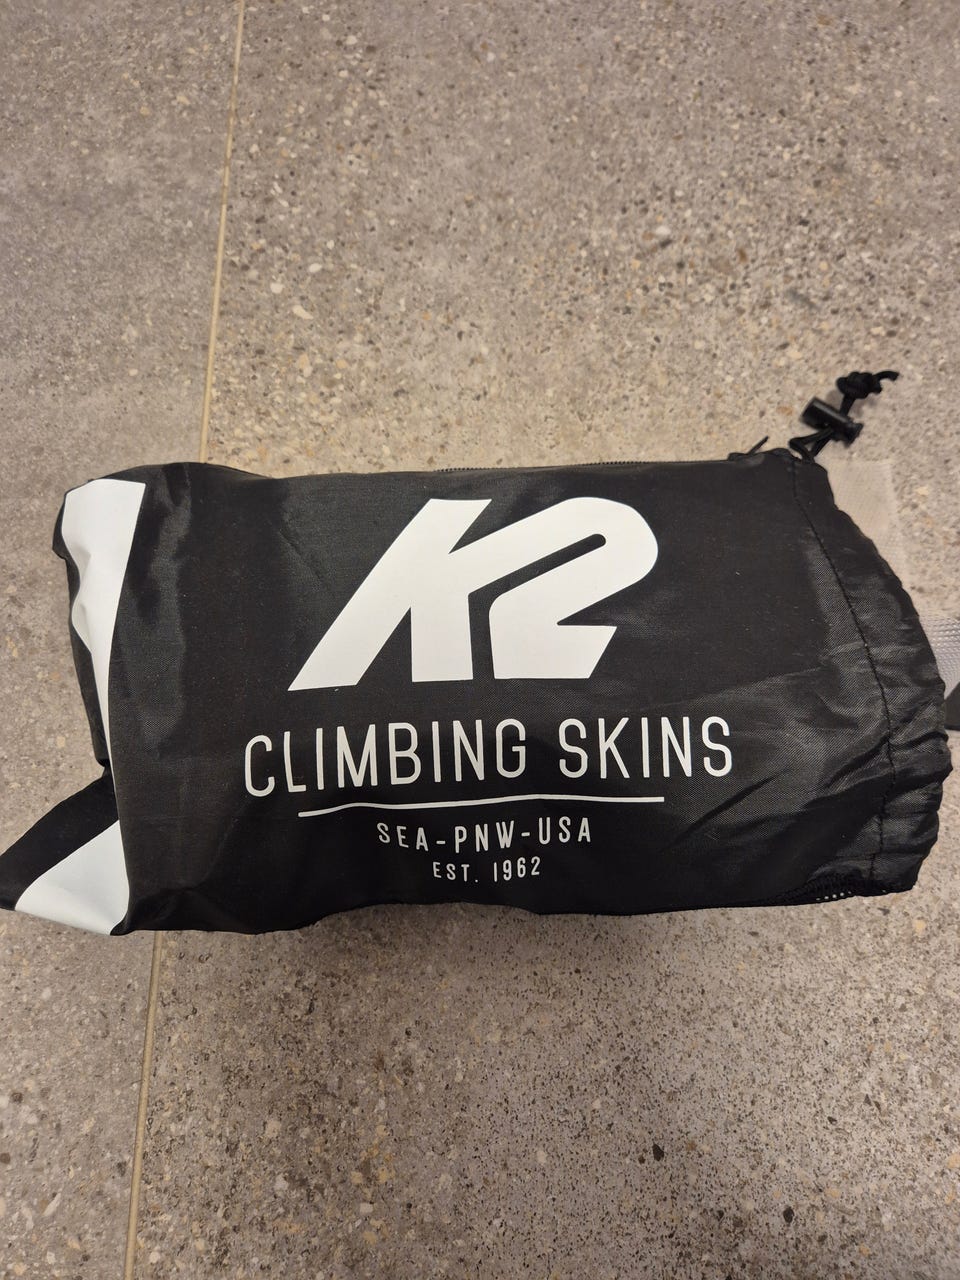 K2
CLIMBING SKINS
SEA-PNW-USA
EST. 1962